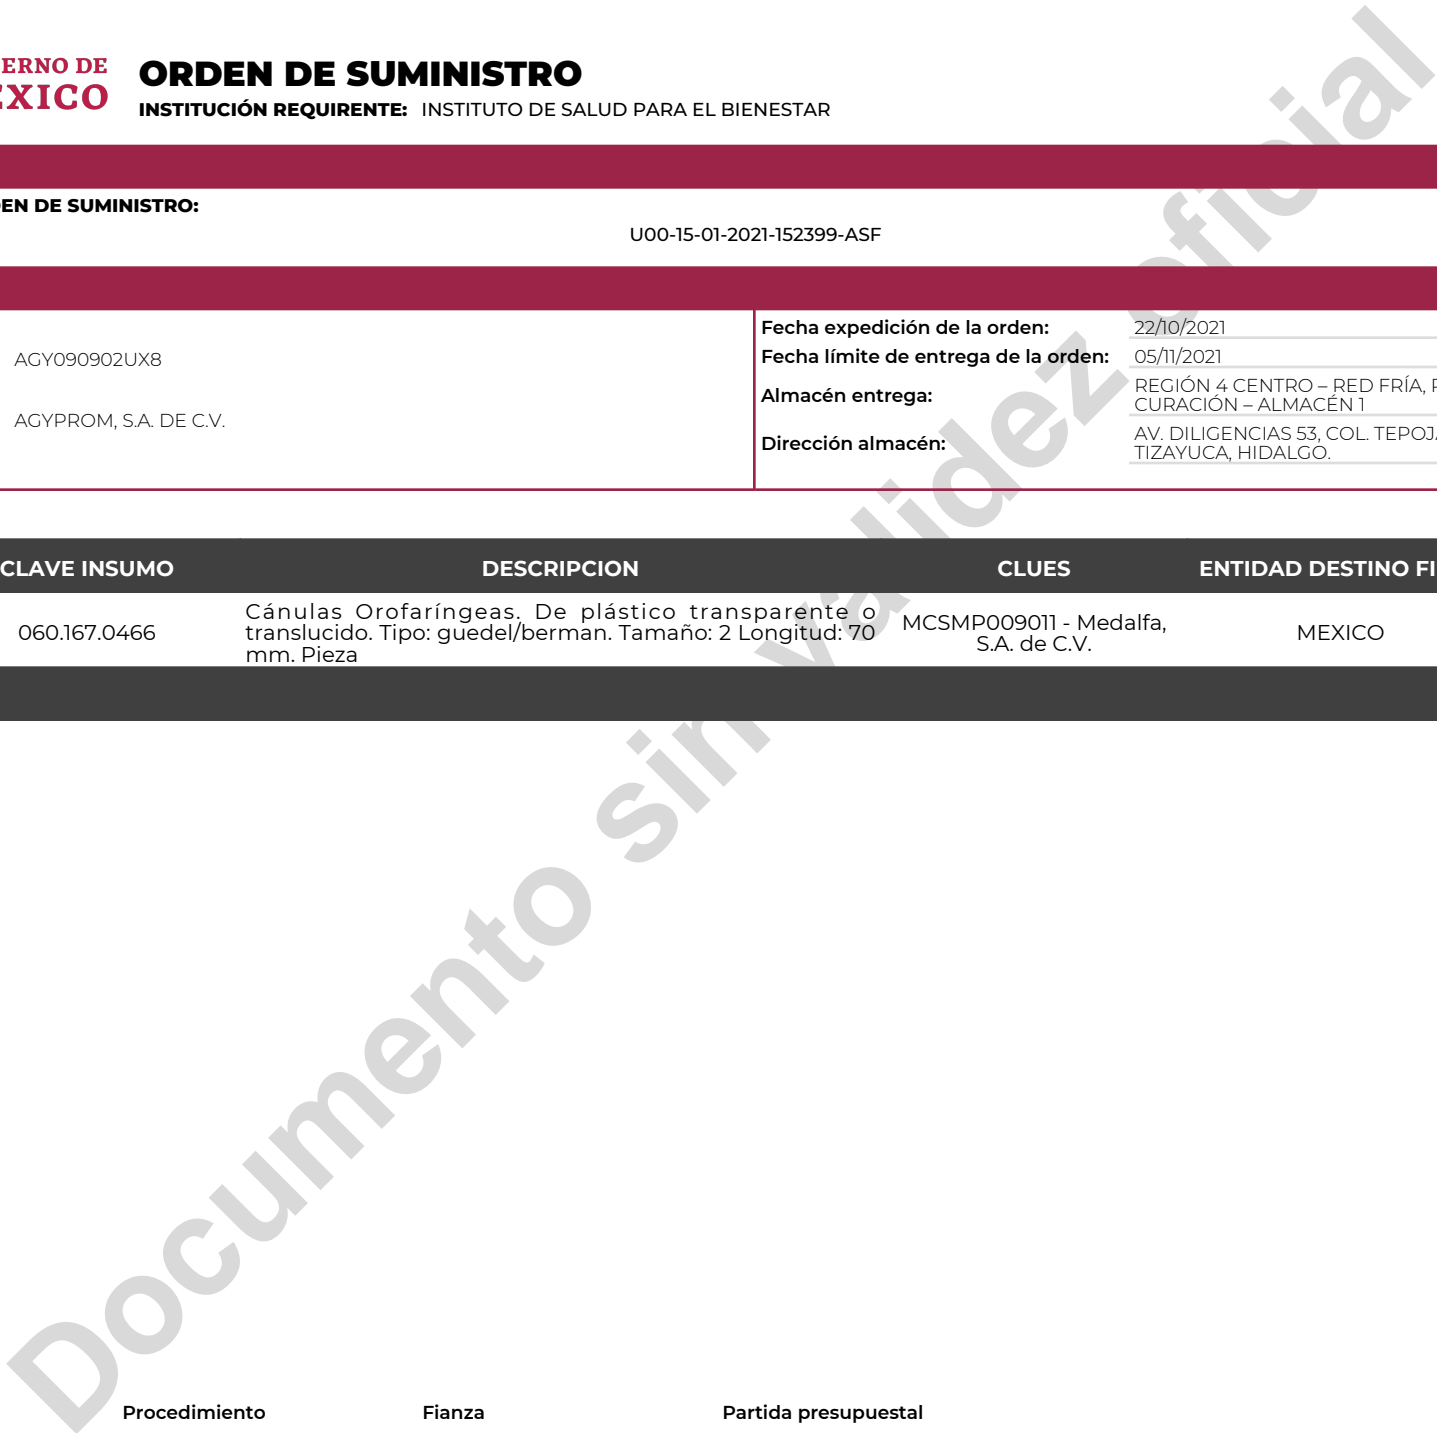 ERNO DE
EXICO
ORDEN DE SUMINISTRO
INSTITUCIÓN REQUIRENTE: INSTITUTO DE SALUD PARA EL BIENESTAR
EN DE SUMINISTRO:
U00-15-01-2021-152399-ASF
AGY090902UX8
AGYPROM, S.A. DE C.V.
Fecha expedición de la orden: 22/10/2021
Fecha límite de entrega de la orden: 05/11/2021
Almacén entrega: REGIÓN 4 CENTRO – RED FRÍA,
CURACIÓN – ALMACÉN 1
Dirección almacén: AV. DILIGENCIAS 53, COL. TEPOJ
TIZAYUCA, HIDALGO.
CLAVE INSUMO DESCRIPCION CLUES ENTIDAD DESTINO FI
060.167.0466
Cánulas Orofaríngeas. De plástico transparente o
translucido. Tipo: guedel/berman. Tamaño: 2 Longitud: 70
mm. Pieza
MCSMP009011 - Medalfa,
S.A. de C.V.
MEXICO
Documento sin validez oficial
Procedimiento Fianza Partida presupuestal